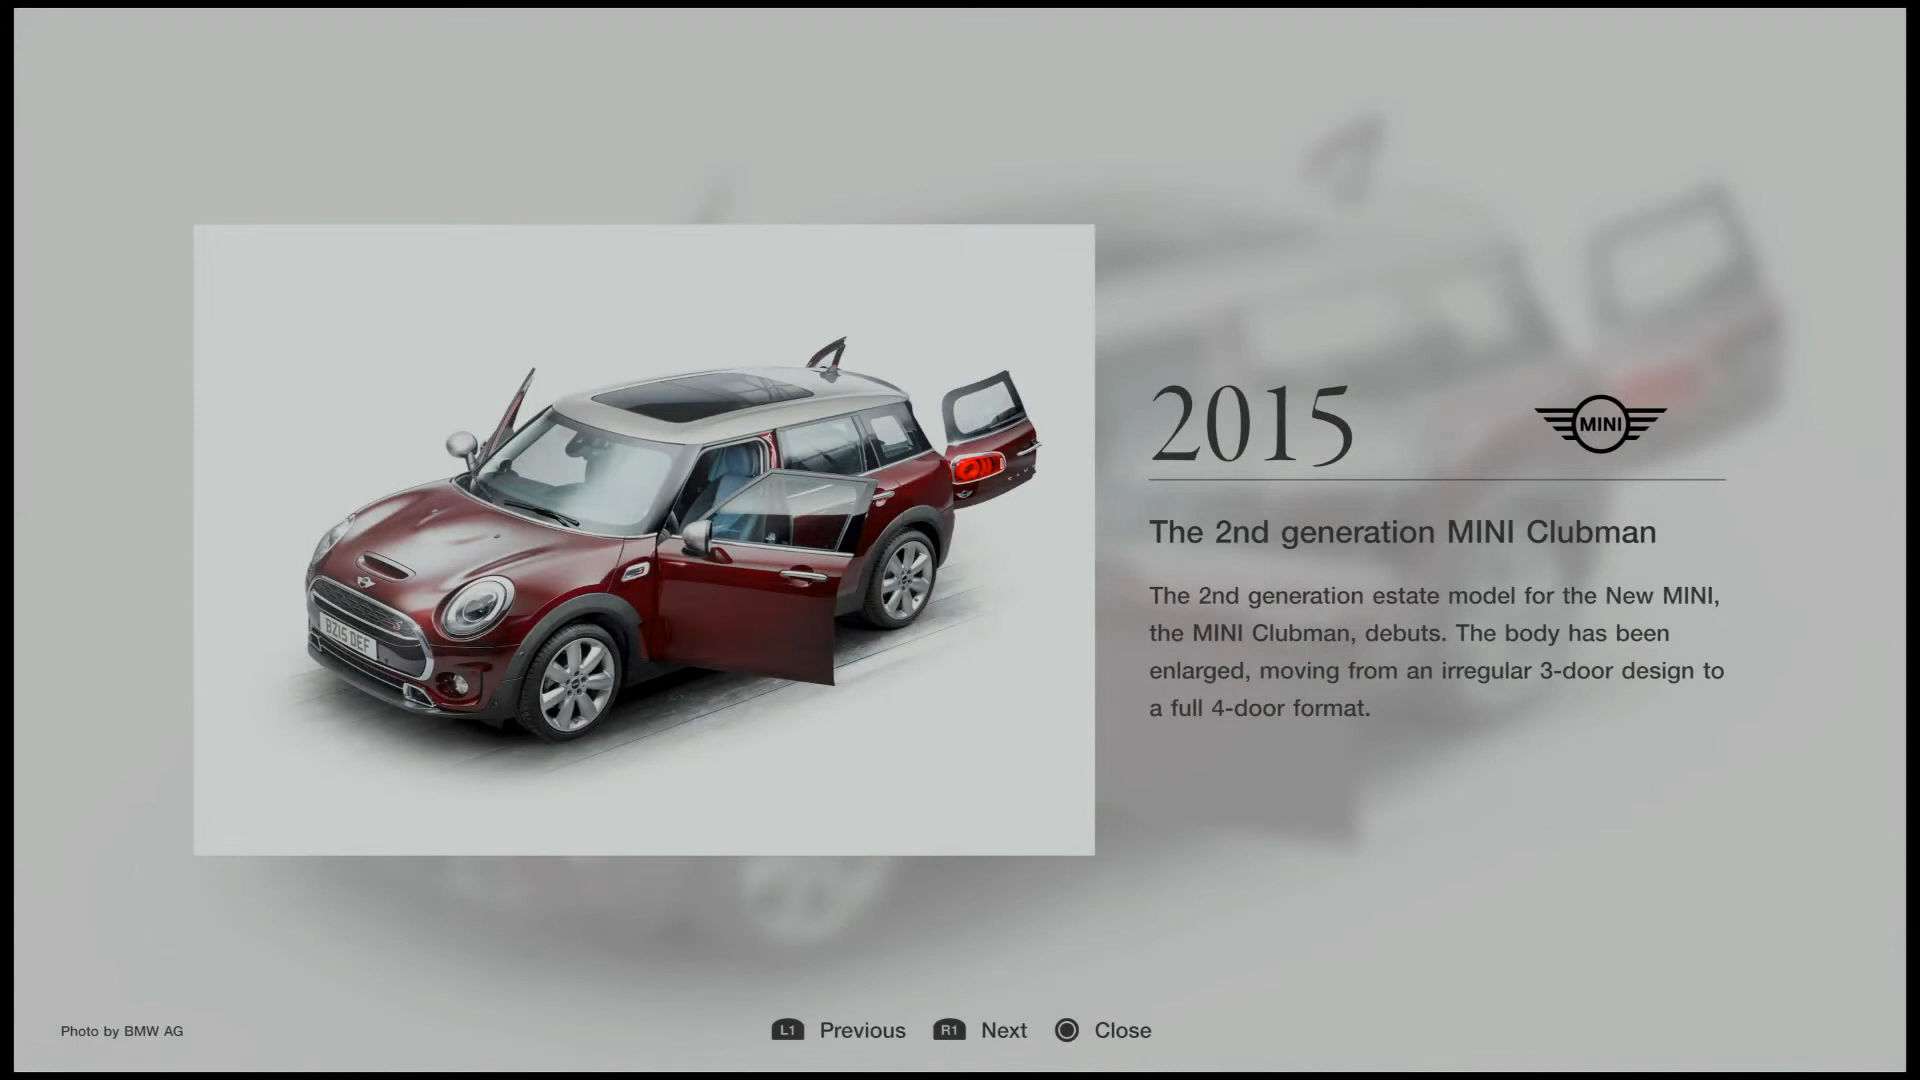 BZ15 DEF
S
2015
MINI
The 2nd generation MINI Clubman
The 2nd generation estate model for the New MINI,
the MINI Clubman, debuts. The body has been
enlarged, moving from an irregular 3-door design to
a full 4-door format.
Photo by BMW AG
L1 Previous R1 Next Close